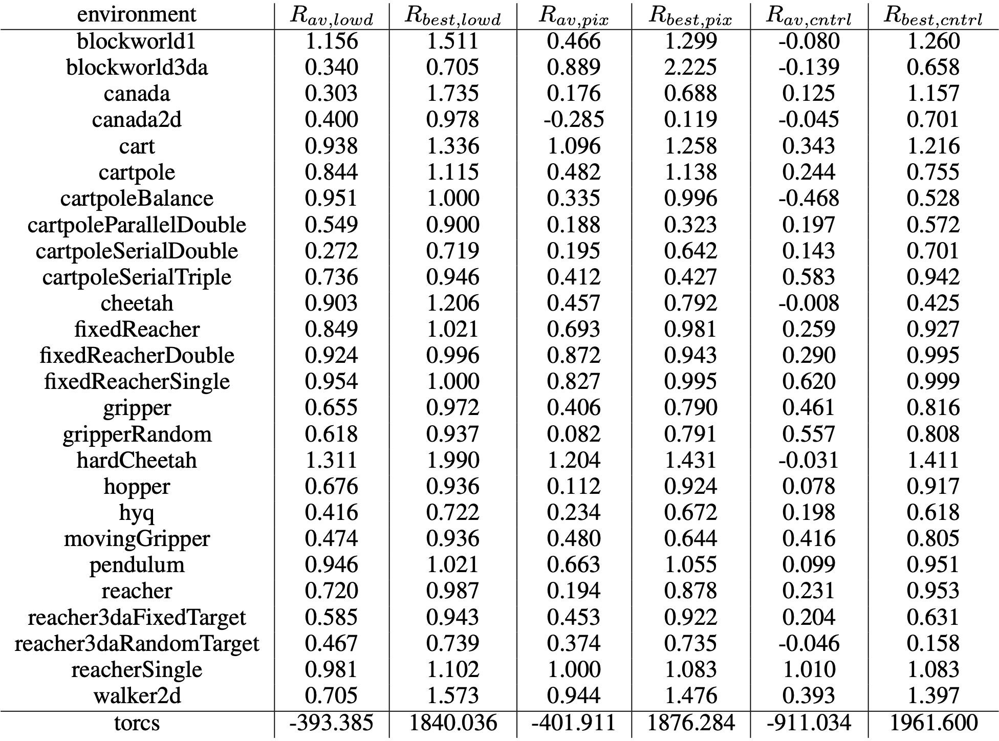 environment R_{av,lowd} R_{best,lowd} R_{av,pix} R_{best,pix} R_{av,cntrl} R_{best,cntrl}
blockworld1 1.156 1.511 0.466 1.299 -0.080 1.260
blockworld3da 0.340 0.705 0.889 2.225 -0.139 0.658
canada 0.303 1.735 0.176 0.688 0.125 1.157
canada2d 0.400 0.978 -0.285 0.119 -0.045 0.701
cart 0.938 1.336 1.096 1.258 0.343 1.216
cartpole 0.844 1.115 0.482 1.138 0.244 0.755
cartpoleBalance 0.951 1.000 0.335 0.996 -0.468 0.528
cartpoleParallelDouble 0.549 0.900 0.188 0.323 0.197 0.572
cartpoleSerialDouble 0.272 0.719 0.195 0.642 0.143 0.701
cartpoleSerialTriple 0.736 0.946 0.412 0.427 0.583 0.942
cheetah 0.903 1.206 0.457 0.792 -0.008 0.425
fixedReacher 0.849 1.021 0.693 0.981 0.259 0.927
fixedReacherDouble 0.924 0.996 0.872 0.943 0.290 0.995
fixedReacherSingle 0.954 1.000 0.827 0.995 0.620 0.999
gripper 0.655 0.972 0.406 0.790 0.461 0.816
gripperRandom 0.618 0.937 0.082 0.791 0.557 0.808
hardCheetah 1.311 1.990 1.204 1.431 -0.031 1.411
hopper 0.676 0.936 0.112 0.924 0.078 0.917
hyq 0.416 0.722 0.234 0.672 0.198 0.618
movingGripper 0.474 0.936 0.480 0.644 0.416 0.805
pendulum 0.946 1.021 0.663 1.055 0.099 0.951
reacher 0.720 0.987 0.194 0.878 0.231 0.953
reacher3daFixedTarget 0.585 0.943 0.453 0.922 0.204 0.631
reacher3daRandomTarget 0.467 0.739 0.374 0.735 -0.046 0.158
reacherSingle 0.981 1.102 1.000 1.083 1.010 1.083
walker2d 0.705 1.573 0.944 1.476 0.393 1.397
torcs -393.385 1840.036 -401.911 1876.284 -911.034 1961.600